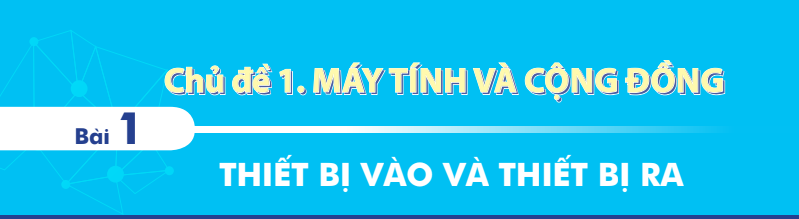 Chủ đề 1. MÁY TÍNH VÀ CỘNG ĐỒNG
Bài 1
THIẾT BỊ VÀO VÀ THIẾT BỊ RA